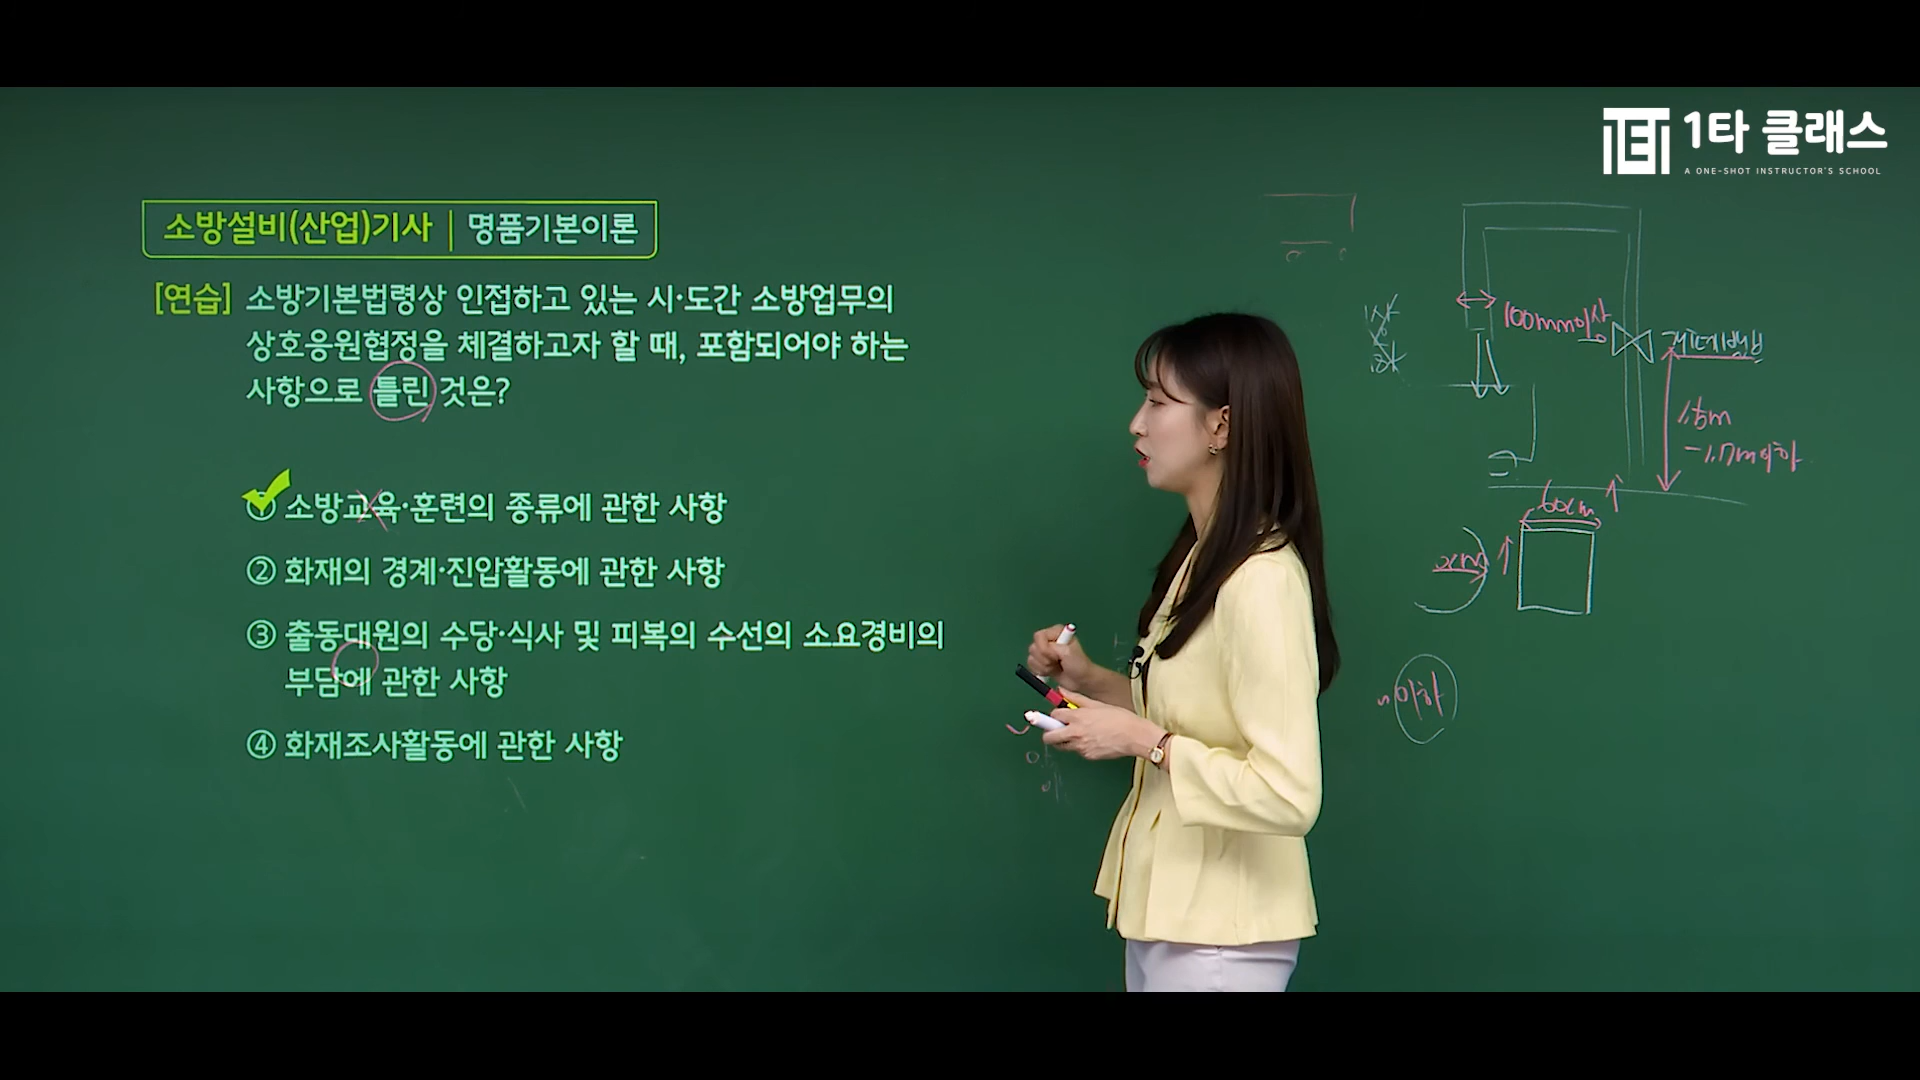 1타 클래스
A ONE-SHOT INSTRUCTOR'S SCHOOL
소방설비(산업)기사 | 명품기본이론
[연습] 소방기본법령상 인접하고 있는 시·도간 소방업무의
상호응원협정을 체결하고자 할 때, 포함되어야 하는
사항으로 틀린 것은?
① 소방교육·훈련의 종류에 관한 사항
② 화재의 경계·진압활동에 관한 사항
③ 출동대원의 수당·식사 및 피복의 수선의 소요경비의
부담에 관한 사항
④ 화재조사활동에 관한 사항
100mm이상
개폐밸브
1.5m
-1.7m이하
60cm
이하